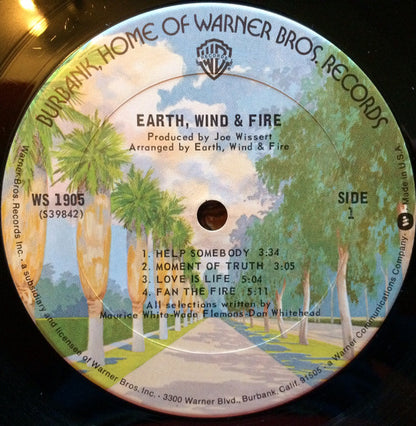 BURBANK, HOME OF WARNER BROS. RECORDS
WB
RECORDS
EARTH, WIND & FIRE
Produced by Joe Wissert
Arranged by Earth, Wind & Fire
WS 1905
(S39842)
SIDE
1
1. HELP SOMEBODY 3:34
2. MOMENT OF TRUTH 3:05
3. LOVE IS LIFE 5:04
4. FAN THE FIRE 5:11
All selections written by
Maurice White-Wade Flemons-Don Whitehead
Warner Bros. Records Inc. - a subsidiary and licensee of Warner Bros. Inc. - 3300 Warner Blvd., Burbank, Calif. 91505 - a Warner Communications Company - Made in U.S.A.